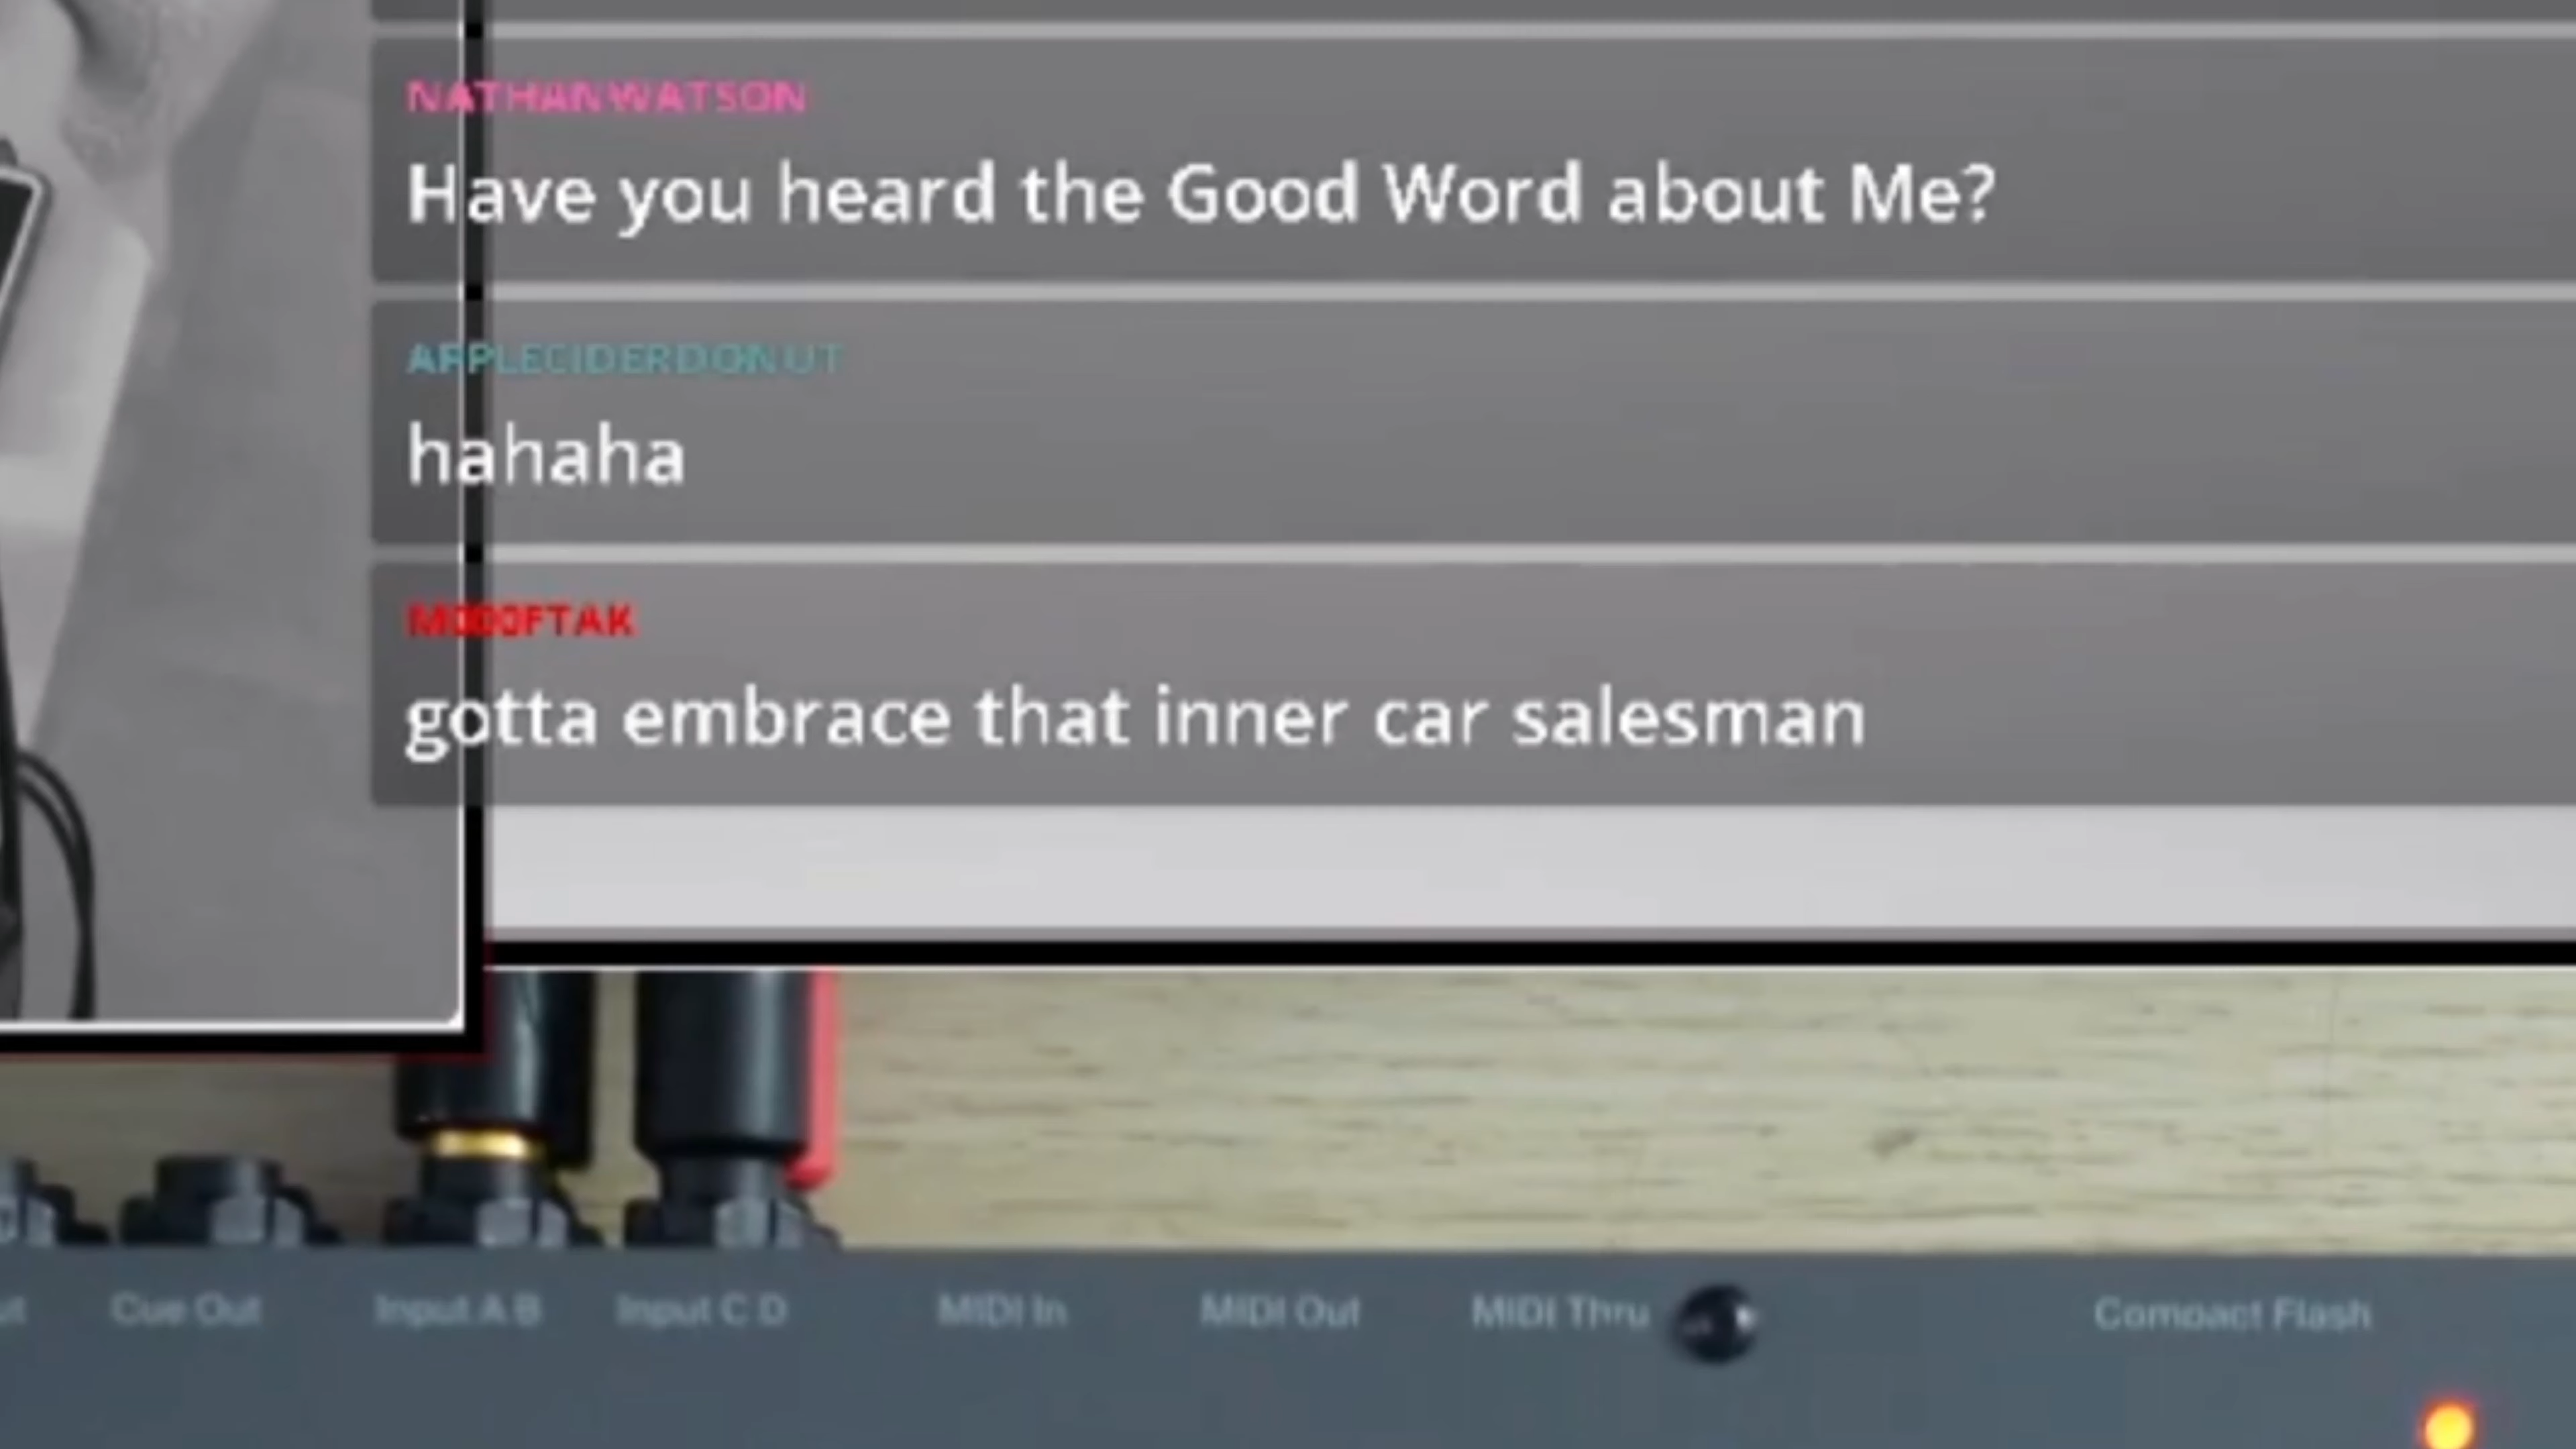 NATHANWATSON
Have you heard the Good Word about Me?
APPLECIDERDONUT
hahaha
gotta embrace that inner car salesman
Cue Out
Input A B
Input C D
MIDI In
MIDI Out
MIDI Thru
Compact Flash